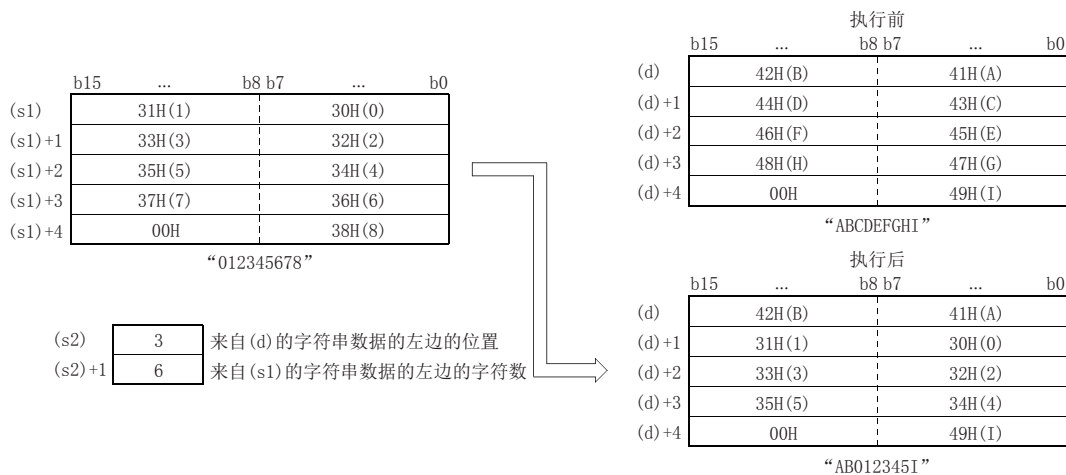 b15 ... b8 b7 ... b0
(s1) 31H(1) 30H(0)
(s1)+1 33H(3) 32H(2)
(s1)+2 35H(5) 34H(4)
(s1)+3 37H(7) 36H(6)
(s1)+4 00H 38H(8)
“012345678”
(s2) 3 来自(d)的字符串数据的左边的位置
(s2)+1 6 来自(s1)的字符串数据的左边的字符数
执行前
b15 ... b8 b7 ... b0
(d) 42H(B) 41H(A)
(d)+1 44H(D) 43H(C)
(d)+2 46H(F) 45H(E)
(d)+3 48H(H) 47H(G)
(d)+4 00H 49H(I)
“ABCDEFGHI”
执行后
b15 ... b8 b7 ... b0
(d) 42H(B) 41H(A)
(d)+1 31H(1) 30H(0)
(d)+2 33H(3) 32H(2)
(d)+3 35H(5) 34H(4)
(d)+4 00H 49H(I)
“AB012345I”